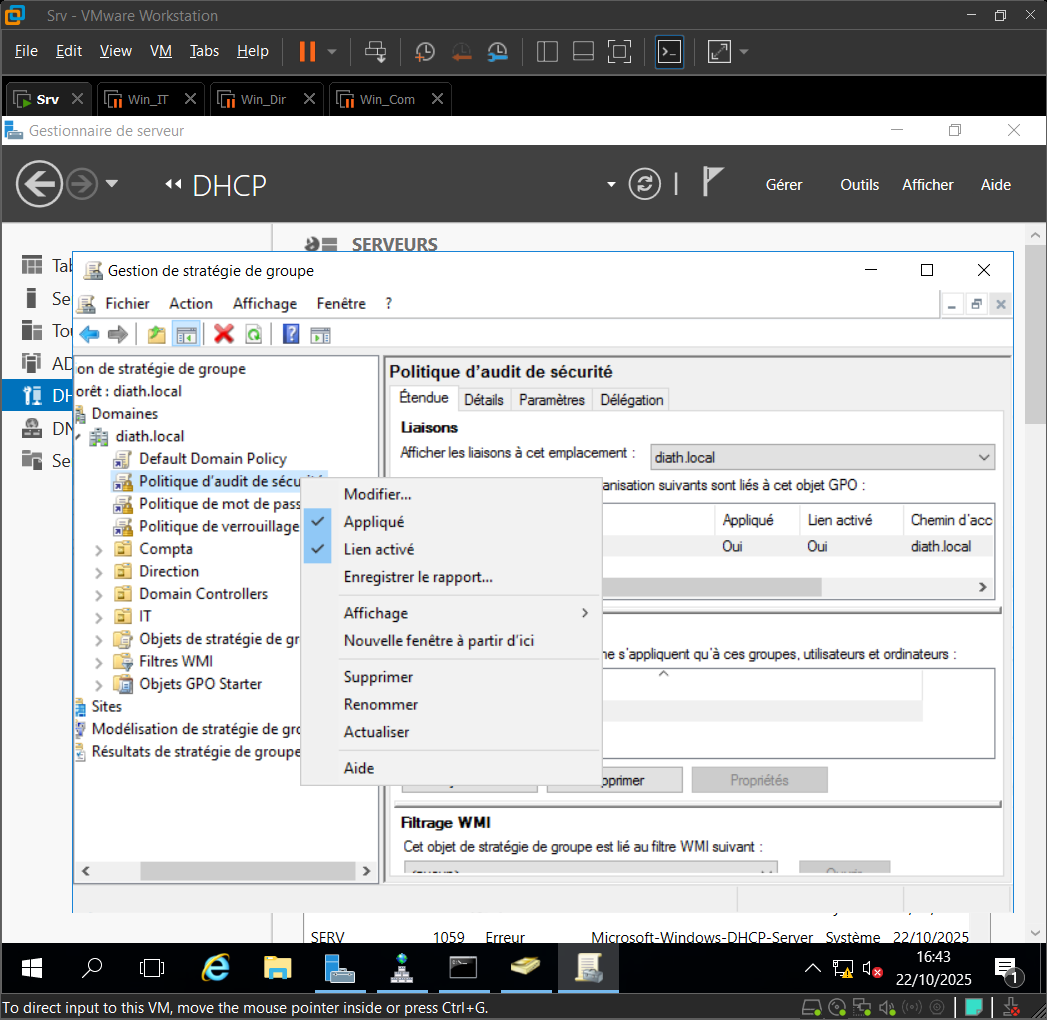 Srv - VMware Workstation
File Edit View VM Tabs Help
Srv Win_IT Win_Dir Win_Com
Gestionnaire de serveur
DHCP
Gérer Outils Afficher Aide
SERVEURS
Gestion de stratégie de groupe
Fichier Action Affichage Fenêtre ?
on de stratégie de groupe
orêt : diath.local
Domaines
diath.local
Default Domain Policy
Politique d'audit de sécu
Politique de mot de pass
Politique de verrouillage
Compta
Direction
Domain Controllers
IT
Objets de stratégie de gr
Filtres WMI
Objets GPO Starter
Sites
Modélisation de stratégie de gro
Résultats de stratégie de groupe
Politique d'audit de sécurité
Étendue Détails Paramètres Délégation
Liaisons
Afficher les liaisons à cet emplacement : diath.local
anisation suivants sont liés à cet objet GPO :
Appliqué Lien activé Chemin d'acc
Oui Oui diath.local
ne s'appliquent qu'à ces groupes, utilisateurs et ordinateurs :
pprimer Propriétés
Filtrage WMI
Cet objet de stratégie de groupe est lié au filtre WMI suivant :
Modifier...
Appliqué
Lien activé
Enregistrer le rapport...
Affichage
Nouvelle fenêtre à partir d'ici
Supprimer
Renommer
Actualiser
Aide
Tab
Se
Tou
AD
DH
DN
Se
SERV 1059 Erreur Microsoft-Windows-DHCP-Server Système 22/10/2025
16:43
22/10/2025
1
To direct input to this VM, move the mouse pointer inside or press Ctrl+G.